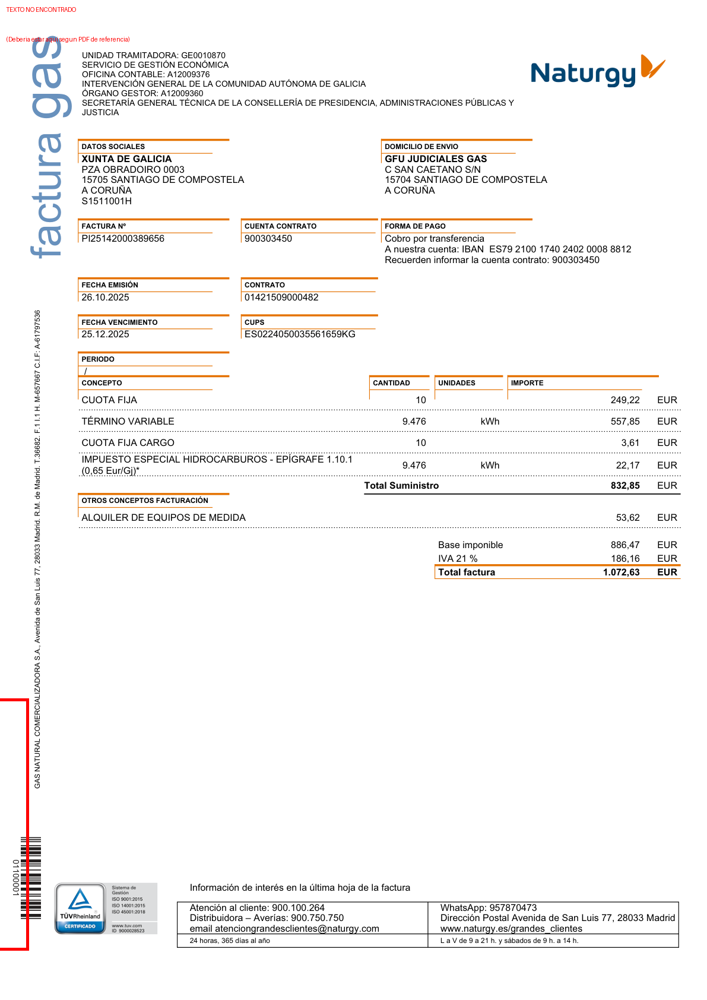 TEXTO NO ENCONTRADO
(Deberia estar aqui segun PDF de referencia)
factura gas
UNIDAD TRAMITADORA: GE0010870
SERVICIO DE GESTIÓN ECONÓMICA
OFICINA CONTABLE: A12009376
INTERVENCIÓN GENERAL DE LA COMUNIDAD AUTÓNOMA DE GALICIA
ÓRGANO GESTOR: A12009360
SECRETARÍA GENERAL TÉCNICA DE LA CONSELLERÍA DE PRESIDENCIA, ADMINISTRACIONES PÚBLICAS Y
JUSTICIA
Naturgy
DATOS SOCIALES
XUNTA DE GALICIA
PZA OBRADOIRO 0003
15705 SANTIAGO DE COMPOSTELA
A CORUÑA
S1511001H
DOMICILIO DE ENVIO
GFU JUDICIALES GAS
C SAN CAETANO S/N
15704 SANTIAGO DE COMPOSTELA
A CORUÑA
FACTURA Nº
PI25142000389656
CUENTA CONTRATO
900303450
FORMA DE PAGO
Cobro por transferencia
A nuestra cuenta: IBAN  ES79 2100 1740 2402 0008 8812
Recuerden informar la cuenta contrato: 900303450
FECHA EMISIÓN
26.10.2025
CONTRATO
01421509000482
FECHA VENCIMIENTO
25.12.2025
CUPS
ES0224050035561659KG
PERIODO
/
CONCEPTO CANTIDAD UNIDADES IMPORTE
CUOTA FIJA 10 249,22 EUR
TÉRMINO VARIABLE 9.476 kWh 557,85 EUR
CUOTA FIJA CARGO 10 3,61 EUR
IMPUESTO ESPECIAL HIDROCARBUROS - EPÍGRAFE 1.10.1
(0,65 Eur/Gj)* 9.476 kWh 22,17 EUR
Total Suministro 832,85 EUR
OTROS CONCEPTOS FACTURACIÓN
ALQUILER DE EQUIPOS DE MEDIDA 53,62 EUR
Base imponible 886,47 EUR
IVA 21 % 186,16 EUR
Total factura 1.072,63 EUR
GAS NATURAL COMERCIALIZADORA S.A., Avenida de San Luis 77, 28033 Madrid. R.M. de Madrid. T.36682. F.1 I.1 H. M-657667 C.I.F: A-61797536
01100001
TÜVRheinland
CERTIFICADO
Sistema de
Gestión
ISO 9001:2015
ISO 14001:2015
ISO 45001:2018
www.tuv.com
ID 9000028523
Información de interés en la última hoja de la factura
Atención al cliente: 900.100.264
Distribuidora – Averías: 900.750.750
email atenciongrandesclientes@naturgy.com
24 horas, 365 días al año
WhatsApp: 957870473
Dirección Postal Avenida de San Luis 77, 28033 Madrid
www.naturgy.es/grandes_clientes
L a V de 9 a 21 h. y sábados de 9 h. a 14 h.